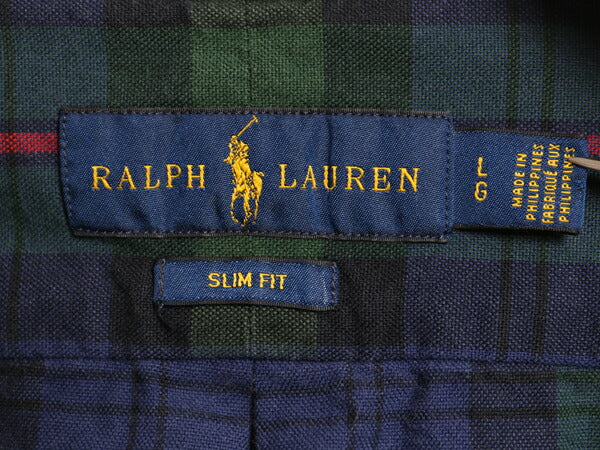 RALPH LAUREN
L
G
MADE IN
PHILIPPINES
FABRIQUÉ AUX
PHILIPPINES
SLIM FIT